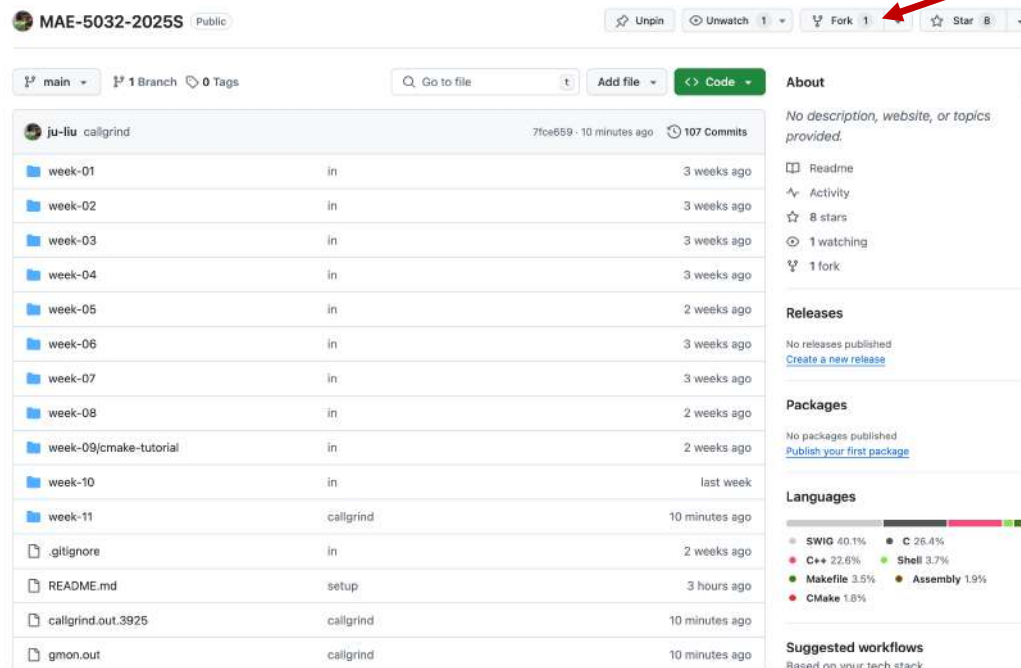 MAE-5032-2025S Public
Unpin Unwatch 1 Fork 1 Star 8
main 1 Branch 0 Tags Go to file t Add file Code
ju-liu callgrind 7fce659 · 10 minutes ago 107 Commits
week-01 in 3 weeks ago
week-02 in 3 weeks ago
week-03 in 3 weeks ago
week-04 in 3 weeks ago
week-05 in 2 weeks ago
week-06 in 3 weeks ago
week-07 in 3 weeks ago
week-08 in 2 weeks ago
week-09/cmake-tutorial in 2 weeks ago
week-10 in last week
week-11 callgrind 10 minutes ago
.gitignore in 2 weeks ago
README.md setup 3 hours ago
callgrind.out.3925 callgrind 10 minutes ago
gmon.out callgrind 10 minutes ago
About
No description, website, or topics
provided.
Readme
Activity
8 stars
1 watching
1 fork
Releases
No releases published
Create a new release
Packages
No packages published
Publish your first package
Languages
SWIG 40.1% C 26.4%
C++ 22.6% Shell 3.7%
Makefile 3.5% Assembly 1.9%
CMake 1.8%
Suggested workflows
Based on your tech stack